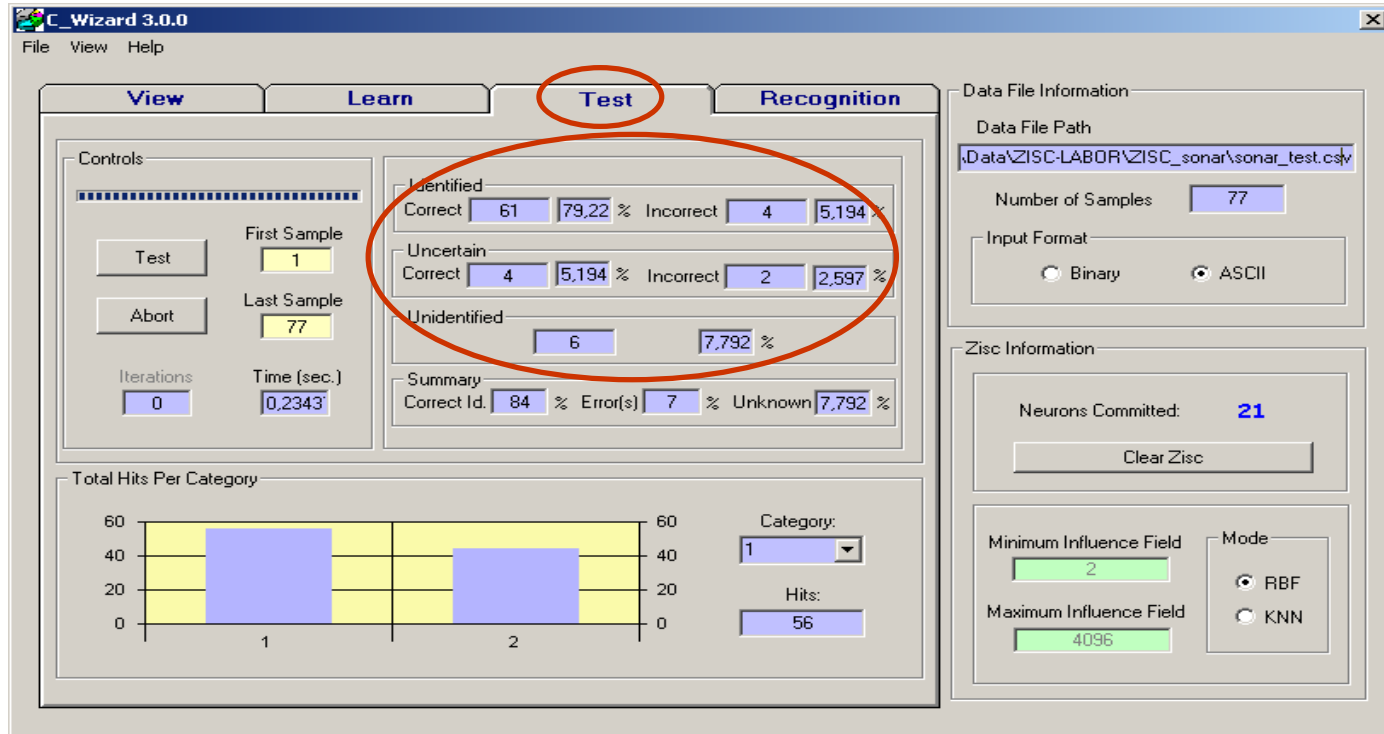 C_Wizard 3.0.0
File View Help
View Learn Test Recognition
Controls
Test
Abort
First Sample
1
Last Sample
77
Iterations
0
Time (sec.)
0,2343
Identified
Correct 61 79,22 % Incorrect 4 5,194 %
Uncertain
Correct 4 5,194 % Incorrect 2 2,597 %
Unidentified
6 7,792 %
Summary
Correct Id. 84 % Error(s) 7 % Unknown 7,792 %
Total Hits Per Category
60
40
20
0
1 2
60
40
20
0
Category:
1
Hits:
56
Data File Information
Data File Path
\Data\ZISC-LABOR\ZISC_sonar\sonar_test.csv
Number of Samples 77
Input Format
Binary ASCII
Zisc Information
Neurons Committed: 21
Clear Zisc
Minimum Influence Field
2
Maximum Influence Field
4096
Mode
RBF
KNN